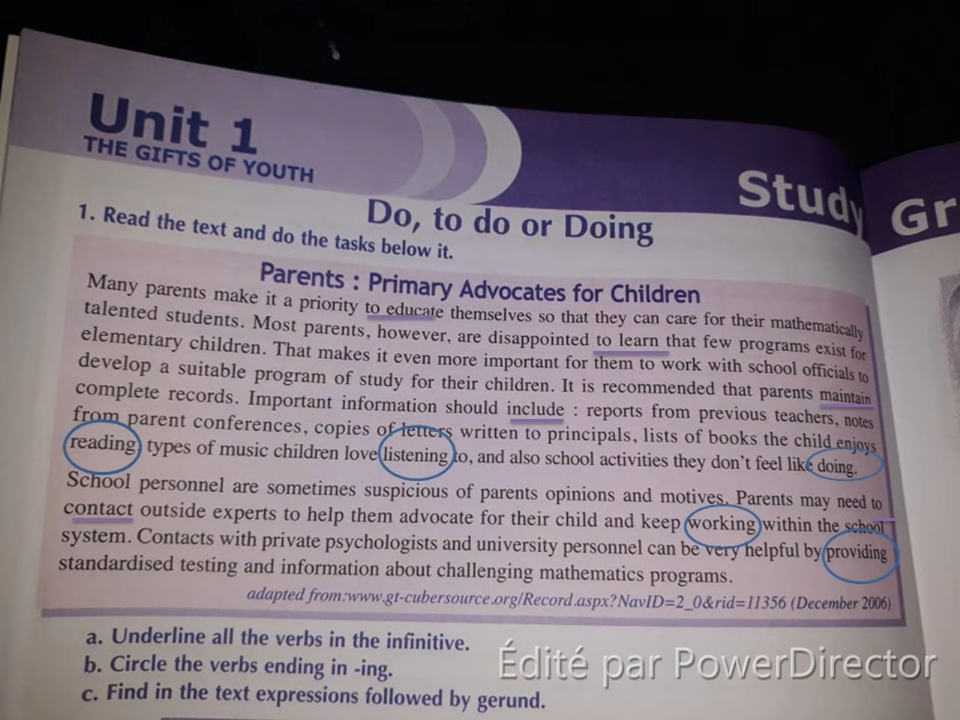 Unit 1
THE GIFTS OF YOUTH
Study
Gr
Do, to do or Doing
1. Read the text and do the tasks below it.
Parents : Primary Advocates for Children
Many parents make it a priority to educate themselves so that they can care for their mathematically
talented students. Most parents, however, are disappointed to learn that few programs exist for
elementary children. That makes it even more important for them to work with school officials to
develop a suitable program of study for their children. It is recommended that parents maintain
complete records. Important information should include : reports from previous teachers, notes
from parent conferences, copies of letters written to principals, lists of books the child enjoys
reading, types of music children love listening to, and also school activities they don't feel like doing.
School personnel are sometimes suspicious of parents opinions and motives. Parents may need to
contact outside experts to help them advocate for their child and keep working within the school
system. Contacts with private psychologists and university personnel can be very helpful by providing
standardised testing and information about challenging mathematics programs.
adapted from:www.gt-cubersource.org/Record.aspx?NavID=2_0&rid=11356 (December 2006)
a. Underline all the verbs in the infinitive.
b. Circle the verbs ending in -ing.
c. Find in the text expressions followed by gerund.
Édité par PowerDirector